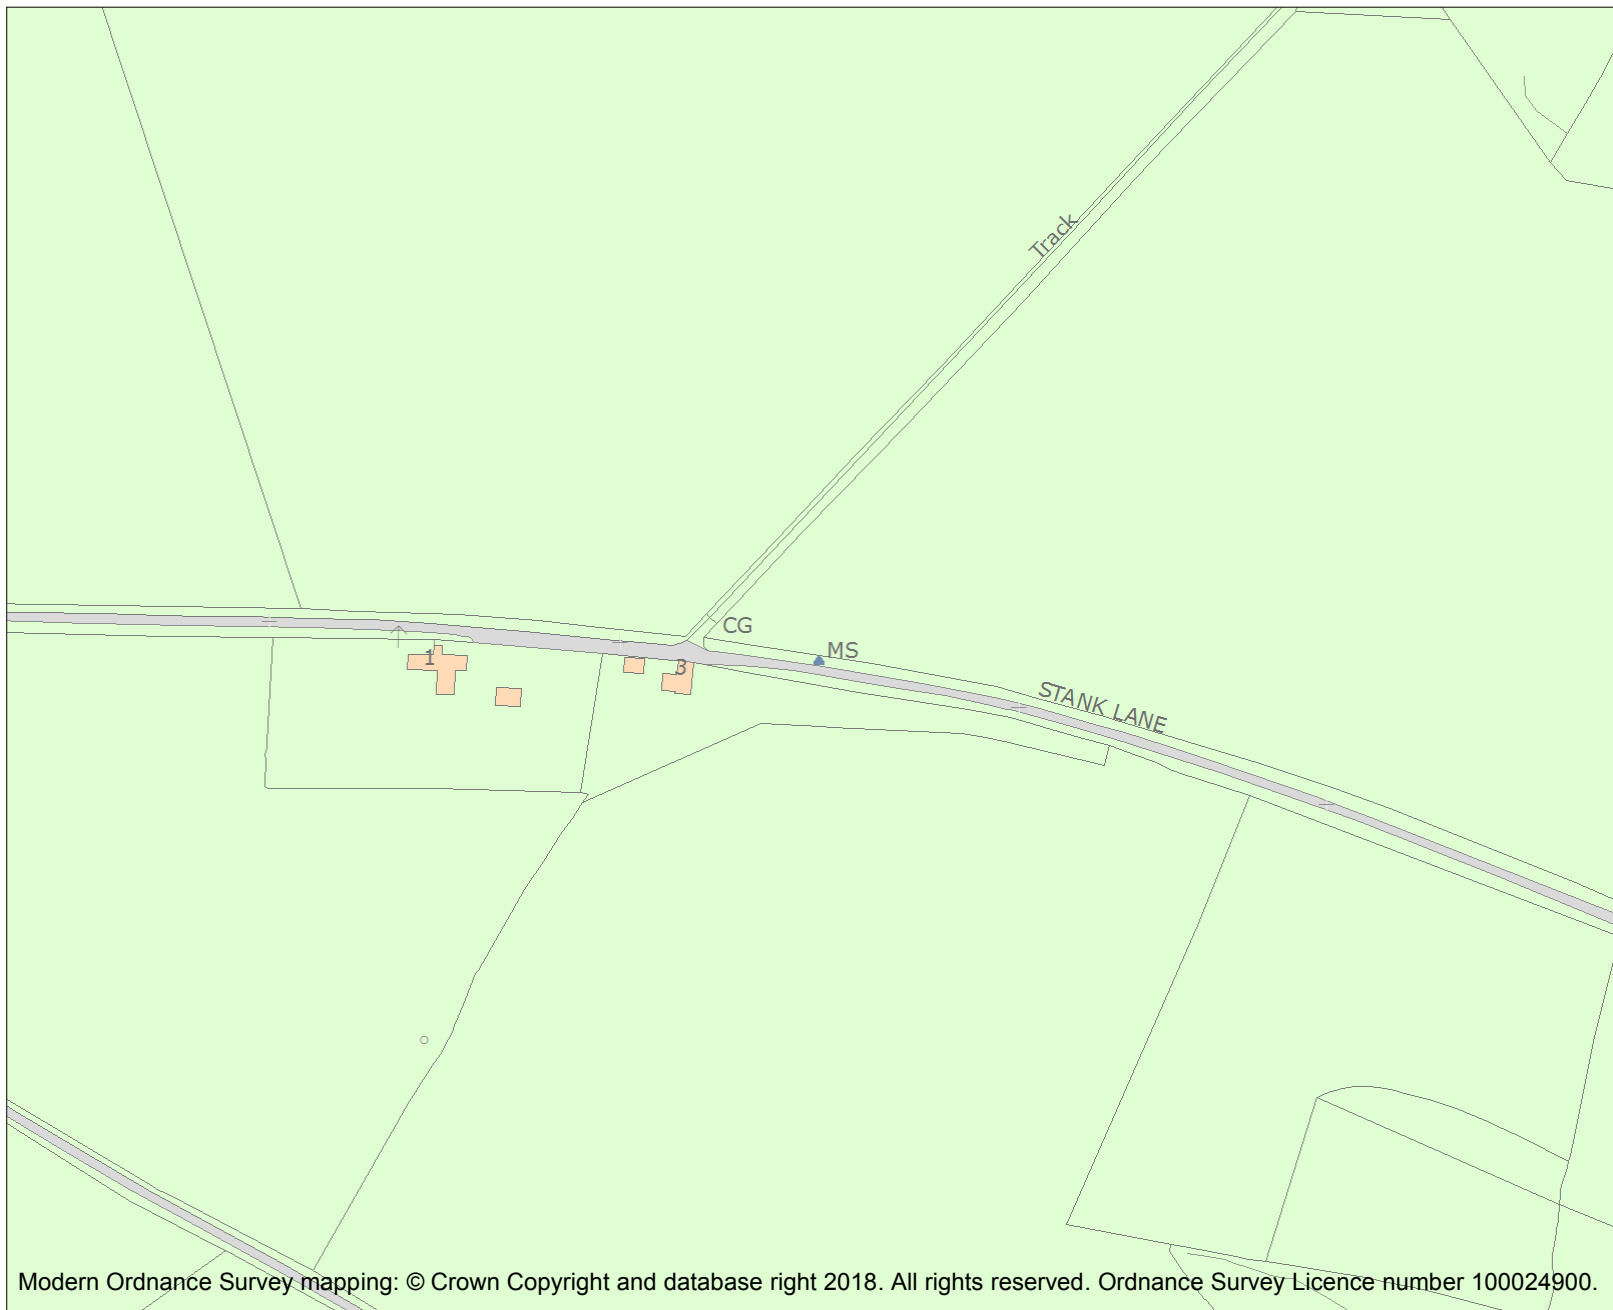 Track
CG
MS
1
3
STANK LANE
Modern Ordnance Survey mapping: © Crown Copyright and database right 2018. All rights reserved. Ordnance Survey Licence number 100024900.